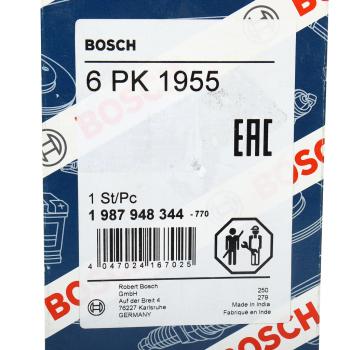 BOSCH
BOSCH
6 PK 1955
EAC
1 St/Pc
1 987 948 344 - 770
4 047024 167025
Robert Bosch
GmbH
Auf der Breit 4
76227 Karlsruhe
GERMANY
250
279
Made in India
Fabriqué en Inde
BOSCH